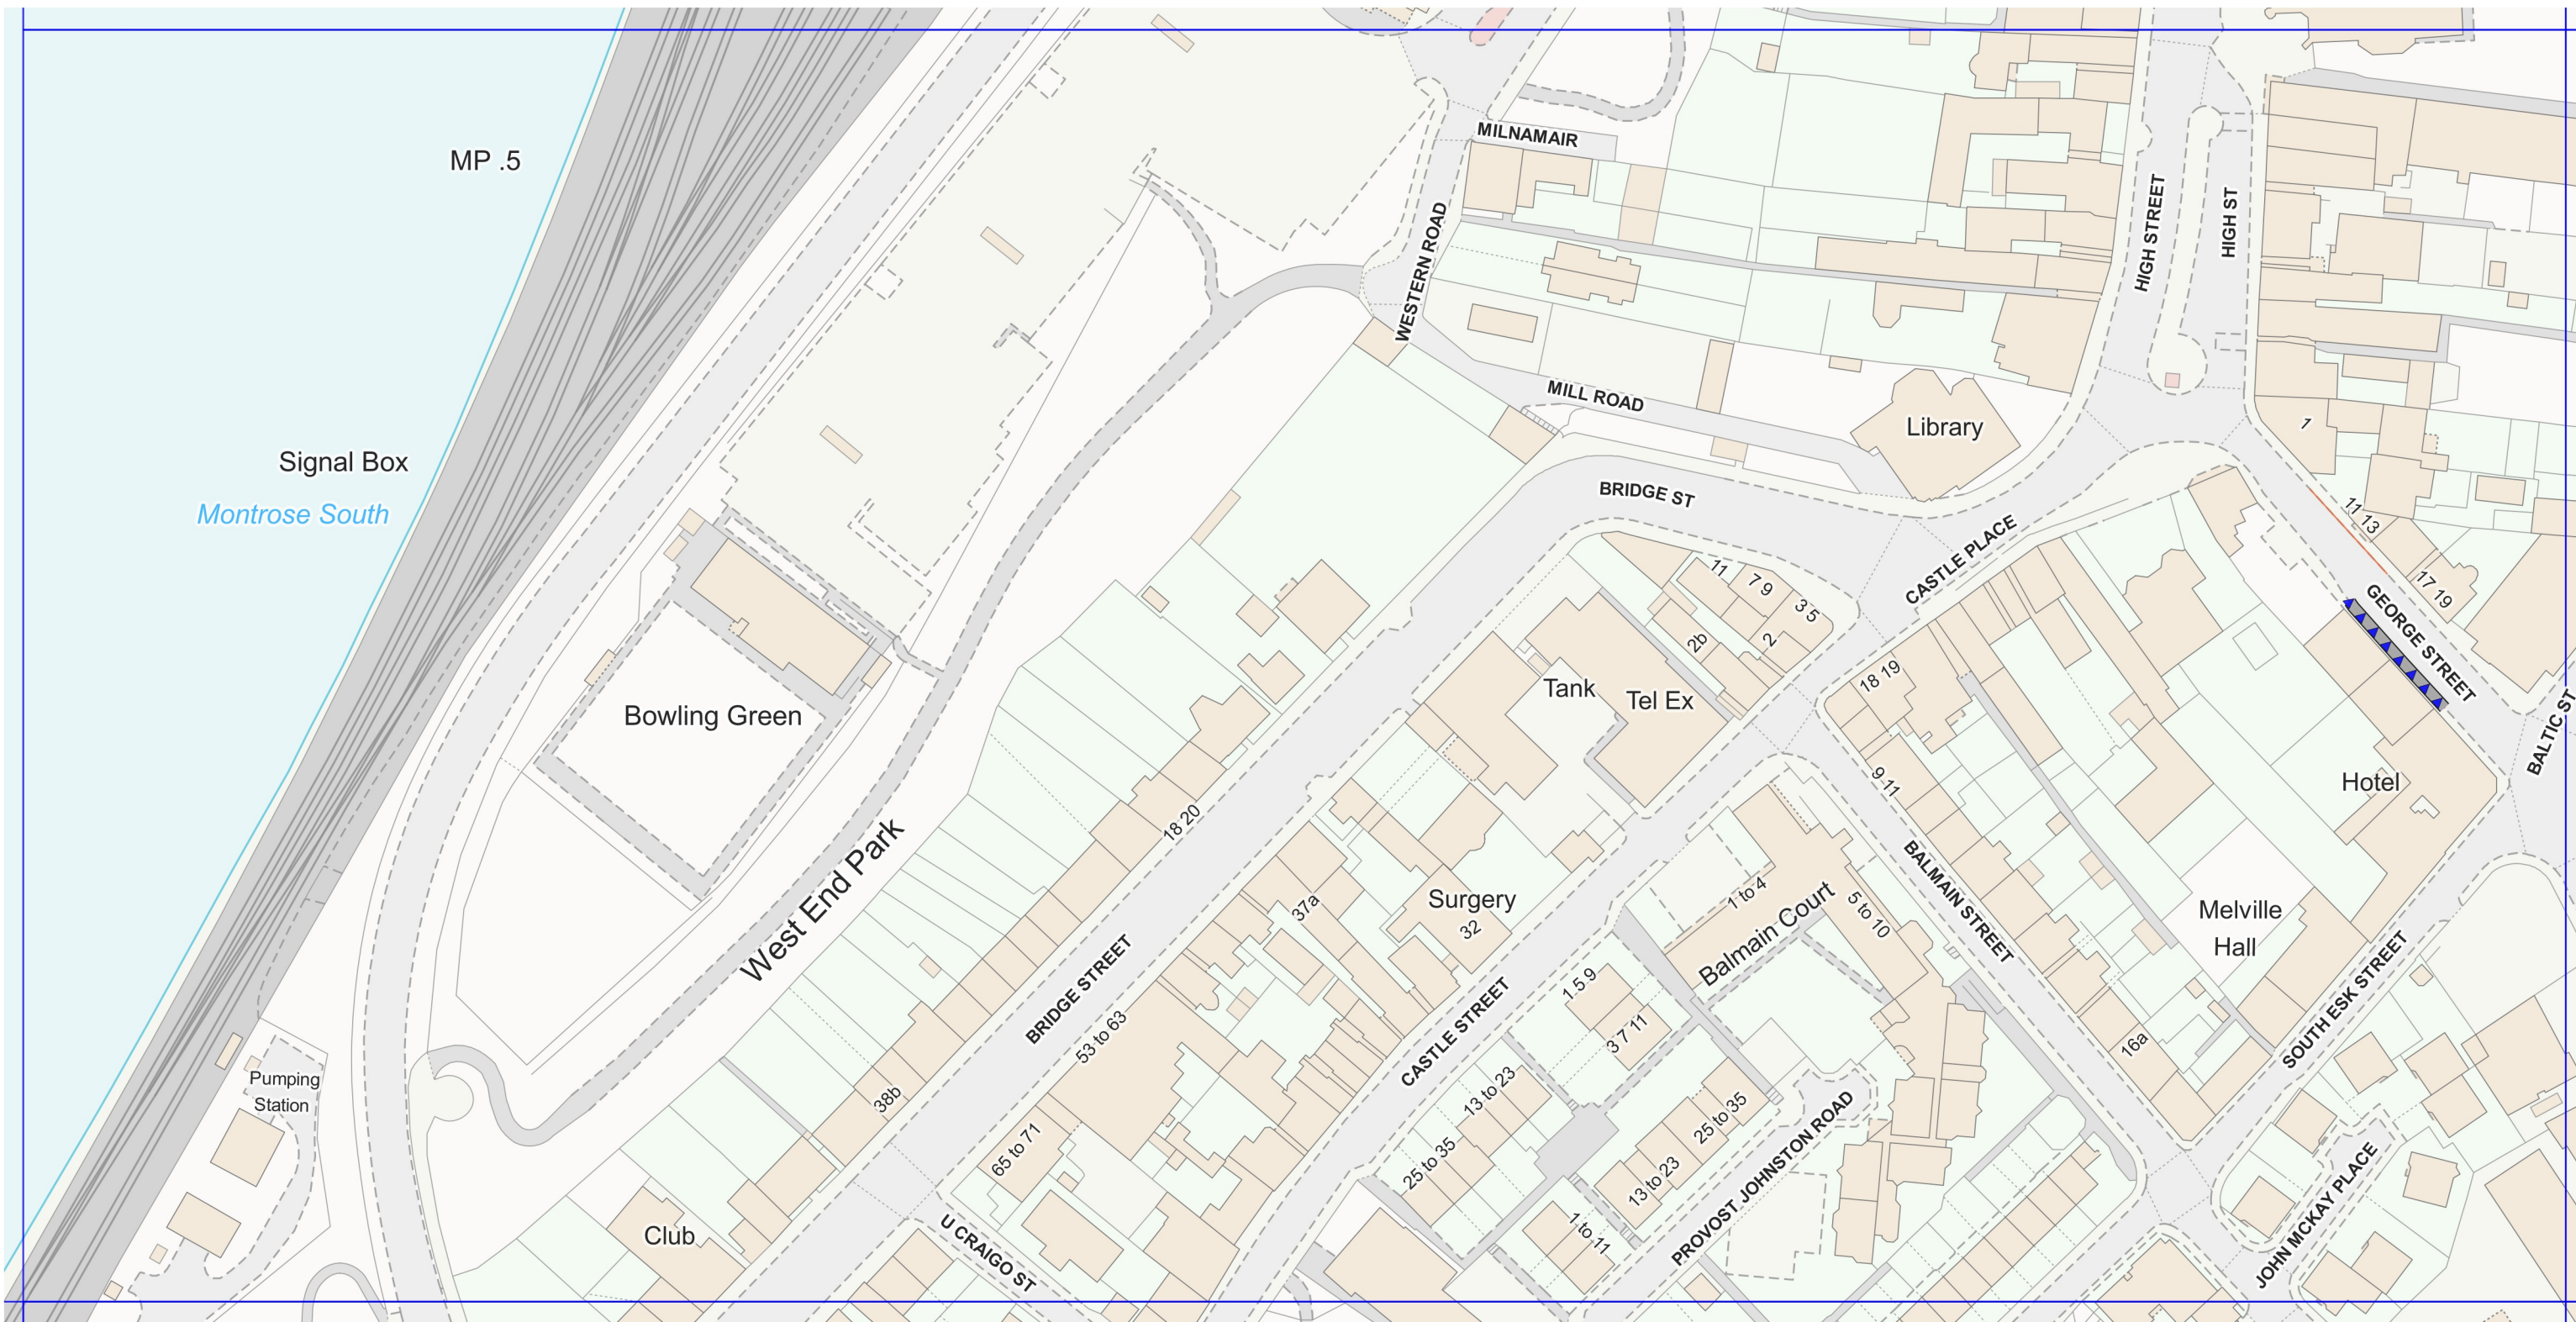 MP .5
MILNAMAIR
WESTERN ROAD
HIGH STREET
HIGH ST
MILL ROAD
Library
1
Signal Box
Montrose South
BRIDGE ST
CASTLE PLACE
11 13
17 19
GEORGE STREET
11
7 9
3 5
2
2b
Tank
Tel Ex
18 19
BALTIC ST
Bowling Green
9 11
Hotel
18 20
West End Park
37a
Surgery
32
1 to 4
Balmain Court
5 to 10
BALMAIN STREET
Melville
Hall
BRIDGE STREET
53 to 63
CASTLE STREET
1.5 9
3 7 11
16a
SOUTH ESK STREET
Pumping
Station
38b
13 to 23
25 to 35
65 to 71
25 to 35
13 to 23
PROVOST JOHNSTON ROAD
1 to 11
Club
U CRAIGO ST
JOHN MCKAY PLACE